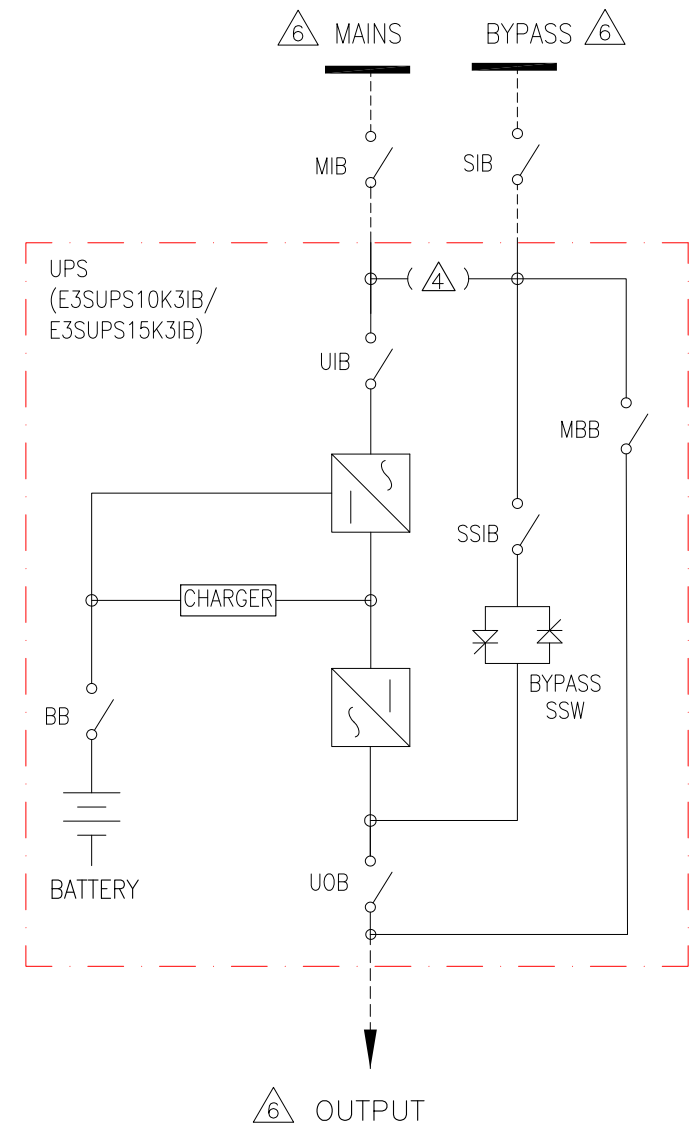 6 MAINS
BYPASS 6
MIB
SIB
UPS
(E3SUPS10K3IB/
E3SUPS15K3IB)
4
UIB
MBB
SSIB
CHARGER
BYPASS
SSW
BB
BATTERY
UOB
6 OUTPUT